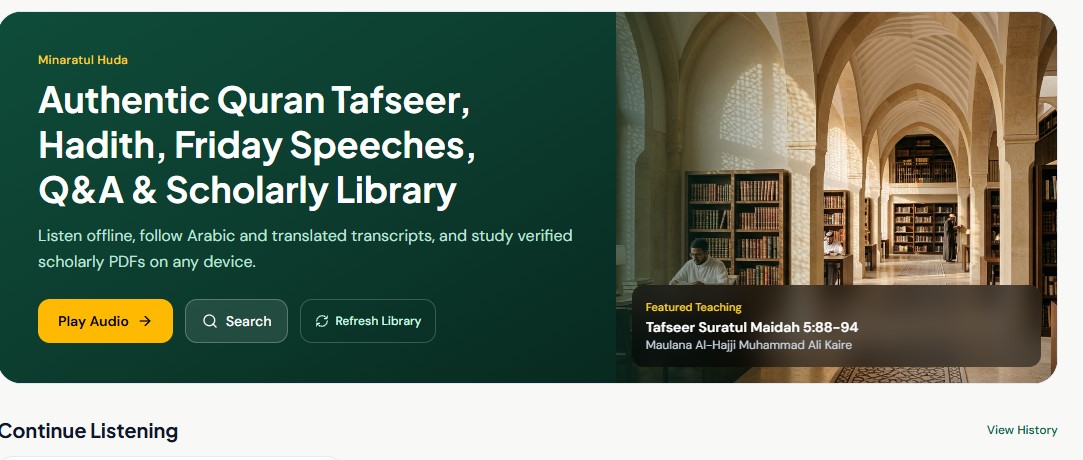 Minaratul Huda
Authentic Quran Tafseer,
Hadith, Friday Speeches,
Q&A & Scholarly Library
Listen offline, follow Arabic and translated transcripts, and study verified
scholarly PDFs on any device.
Play Audio
Search
Refresh Library
Featured Teaching
Tafseer Suratul Maidah 5:88-94
Maulana Al-Hajji Muhammad Ali Kaire
Continue Listening
View History